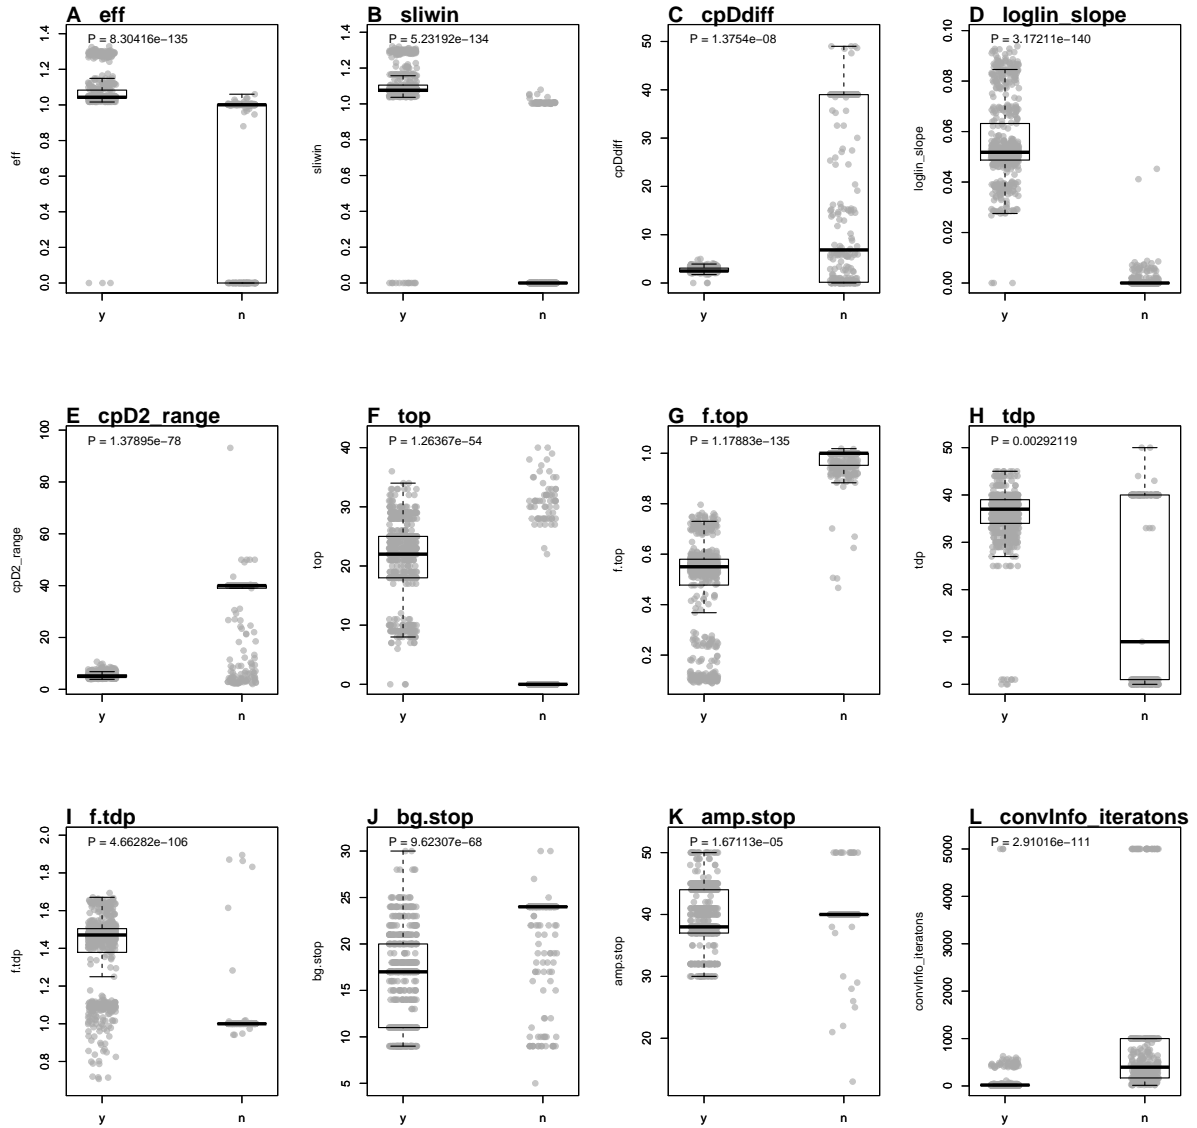 A eff
P = 8.30416e−135
eff
0.0 0.2 0.4 0.6 0.8 1.0 1.2 1.4
y n
B sliwin
P = 5.23192e−134
sliwin
0.0 0.2 0.4 0.6 0.8 1.0 1.2 1.4
y n
C cpDdiff
P = 1.3754e−08
cpDdiff
0 10 20 30 40 50
y n
D loglin_slope
P = 3.17211e−140
loglin_slope
0.00 0.02 0.04 0.06 0.08 0.10
y n
E cpD2_range
P = 1.37895e−78
cpD2_range
0 20 40 60 80 100
y n
F top
P = 1.26367e−54
top
0 10 20 30 40
y n
G f.top
P = 1.17883e−135
f.top
0.2 0.4 0.6 0.8 1.0
y n
H tdp
P = 0.00292119
tdp
0 10 20 30 40 50
y n
I f.tdp
P = 4.66282e−106
f.tdp
0.8 1.0 1.2 1.4 1.6 1.8 2.0
y n
J bg.stop
P = 9.62307e−68
bg.stop
5 10 15 20 25 30
y n
K amp.stop
P = 1.67113e−05
amp.stop
20 30 40 50
y n
L convInfo_iteratons
P = 2.91016e−111
convInfo_iteratons
0 1000 2000 3000 4000 5000
y n